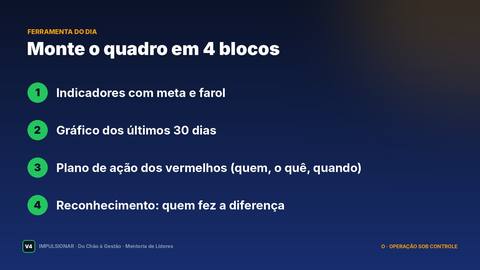 FERRAMENTA DO DIA
Monte o quadro em 4 blocos
1 Indicadores com meta e farol
2 Gráfico dos últimos 30 dias
3 Plano de ação dos vermelhos (quem, o quê, quando)
4 Reconhecimento: quem fez a diferença
V4 IMPULSIONAR · Do Chão à Gestão · Mentoria de Líderes
O · OPERAÇÃO SOB CONTROLE